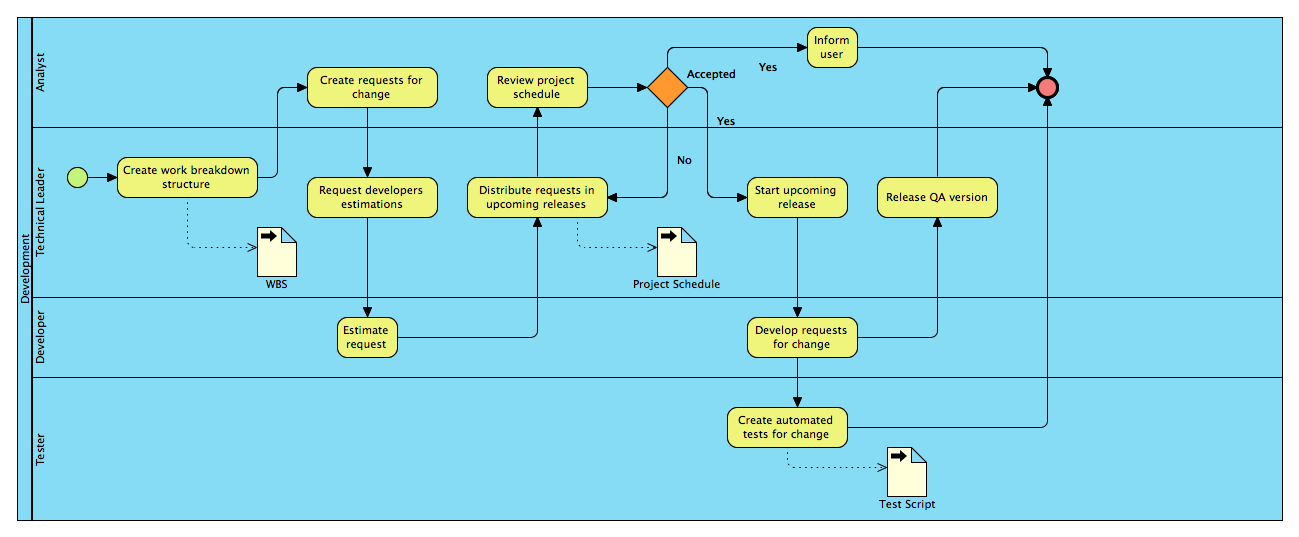 Development
Analyst
Create requests for
change
Review project
schedule
Accepted
Yes
Inform
user
Yes
Technical Leader
Create work breakdown
structure
Request developers
estimations
Distribute requests in
upcoming releases
No
Start upcoming
release
Release QA version
WBS
Project Schedule
Developer
Estimate
request
Develop requests
for change
Tester
Create automated
tests for change
Test Script